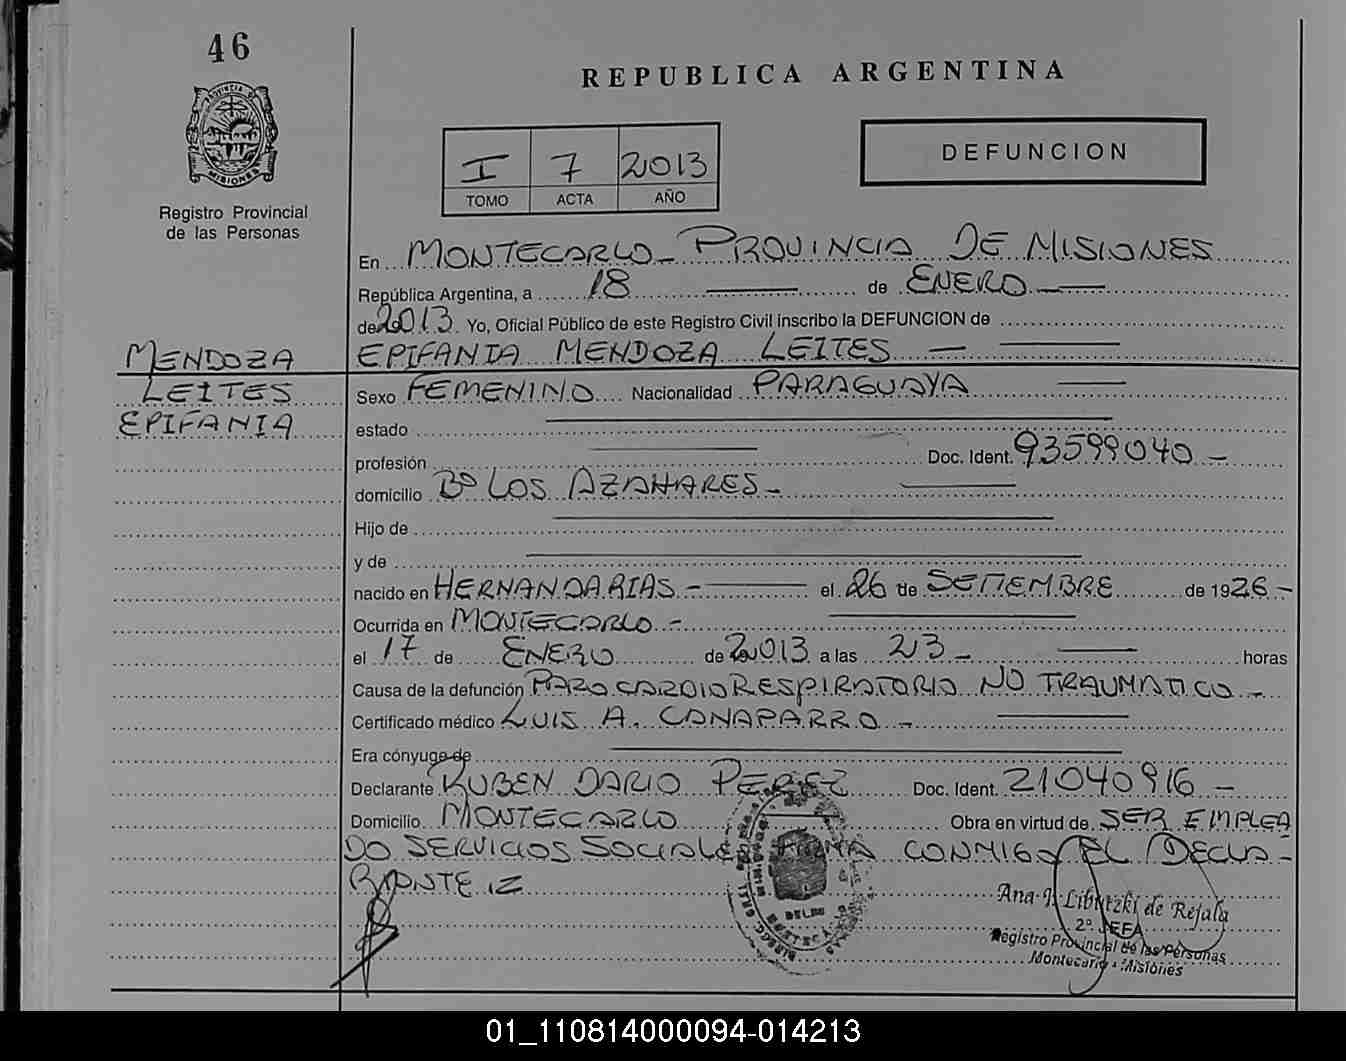 46
REPUBLICA ARGENTINA
PROVINCIA DE MISIONES
Registro Provincial
de las Personas
I 7 2013
TOMO ACTA AÑO
DEFUNCION
En MONTECARLO - PROVINCIA DE MISIONES
República Argentina, a 18 de ENERO
de 2013. Yo, Oficial Público de este Registro Civil inscribo la DEFUNCION de
EPIFANIA MENDOZA LEITES
MENDOZA
LEITES
EPIFANIA
Sexo FEMENINO Nacionalidad PARAGUAYA
estado
profesión Doc. Ident. 93599040 -
domicilio Bº LOS AZAHARES -
Hijo de
y de
nacido en HERNANDARIAS - el 26 de SETIEMBRE de 1926 -
Ocurrida en MONTECARLO -
el 17 de ENERO de 2013 a las 23 - horas
Causa de la defunción PARO CARDIO RESPIRATORIO NO TRAUMATICO -
Certificado médico LUIS A. CANAPARRO -
Era cónyuge de
Declarante RUBEN DARIO PEREZ Doc. Ident. 21040916 -
Domicilio MONTECARLO Obra en virtud de SER EMPLEA
DO SERVICIOS SOCIALES FIRMA CONMIGO EL DECLA-
RANTE
Ana I. Libutzki de Rejala
2º JEFA
Registro Provincial de las Personas
Montecarlo - Misiones
01_110814000094-014213